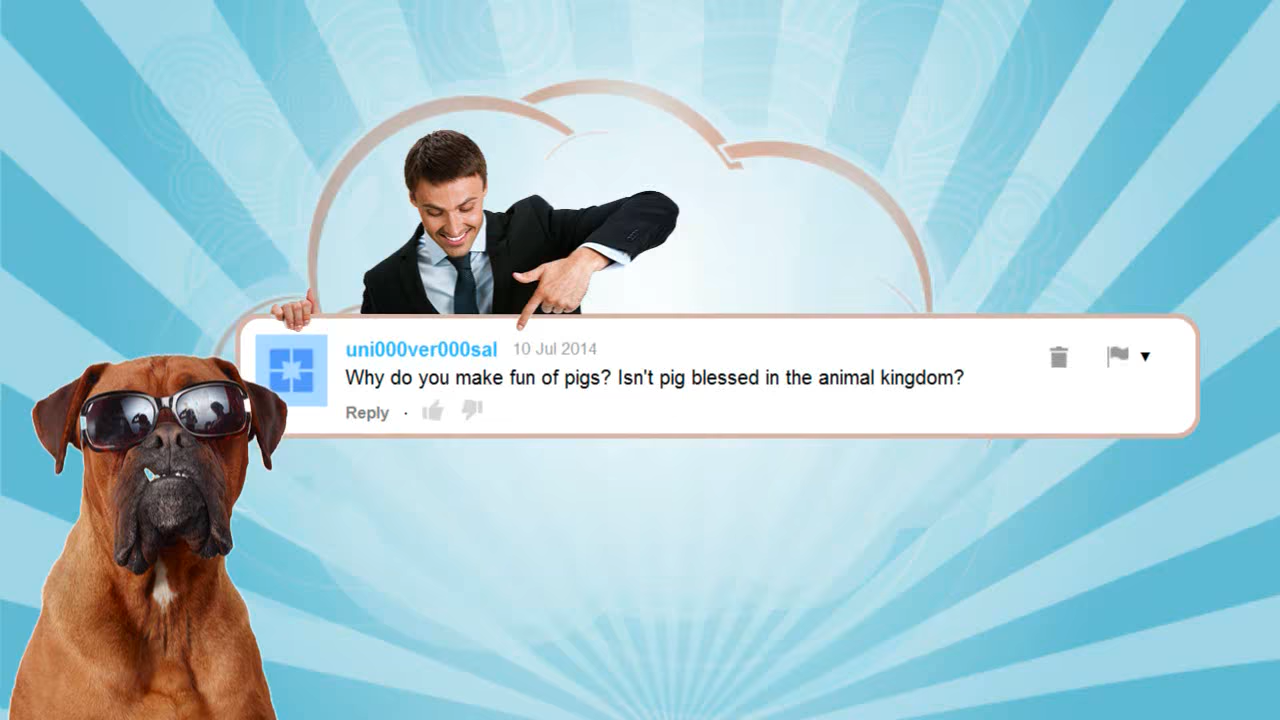 uni000ver000sal 10 Jul 2014
Why do you make fun of pigs? Isn't pig blessed in the animal kingdom?
Reply ·